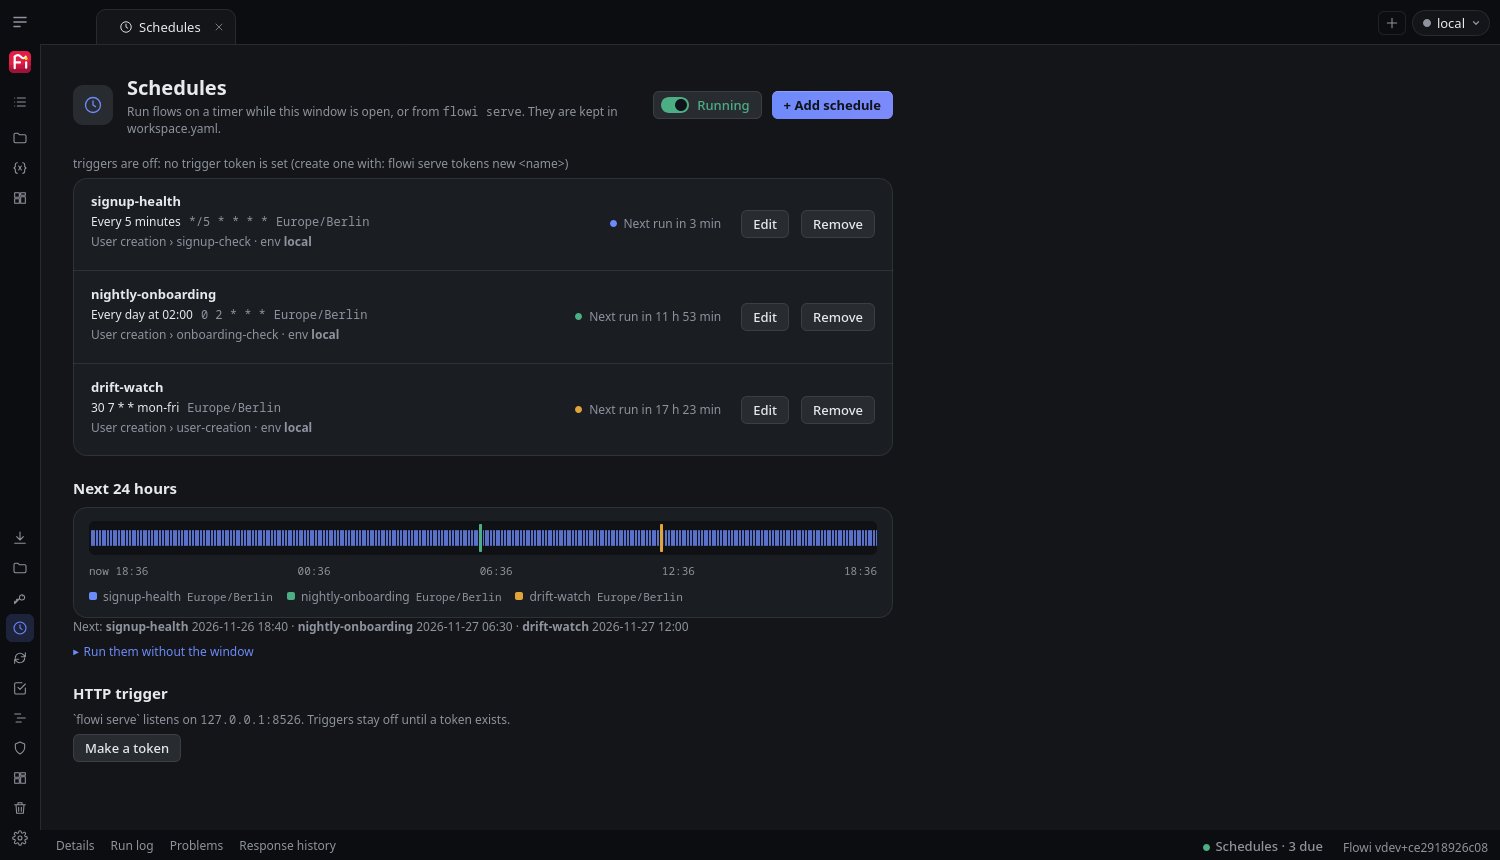 Schedules
local
Schedules
Run flows on a timer while this window is open, or from flowi serve. They are kept in
workspace.yaml.
Running
+ Add schedule
triggers are off: no trigger token is set (create one with: flowi serve tokens new <name>)
signup-health
Every 5 minutes */5 * * * * Europe/Berlin
User creation › signup-check · env local
Next run in 3 min
Edit
Remove
nightly-onboarding
Every day at 02:00 0 2 * * * Europe/Berlin
User creation › onboarding-check · env local
Next run in 11 h 53 min
Edit
Remove
drift-watch
30 7 * * mon-fri Europe/Berlin
User creation › user-creation · env local
Next run in 17 h 23 min
Edit
Remove
Next 24 hours
now 18:36 00:36 06:36 12:36 18:36
signup-health Europe/Berlin nightly-onboarding Europe/Berlin drift-watch Europe/Berlin
Next: signup-health 2026-11-26 18:40 · nightly-onboarding 2026-11-27 06:30 · drift-watch 2026-11-27 12:00
▸ Run them without the window
HTTP trigger
`flowi serve` listens on 127.0.0.1:8526. Triggers stay off until a token exists.
Make a token
Details Run log Problems Response history
Schedules · 3 due
Flowi vdev+ce2918926c08